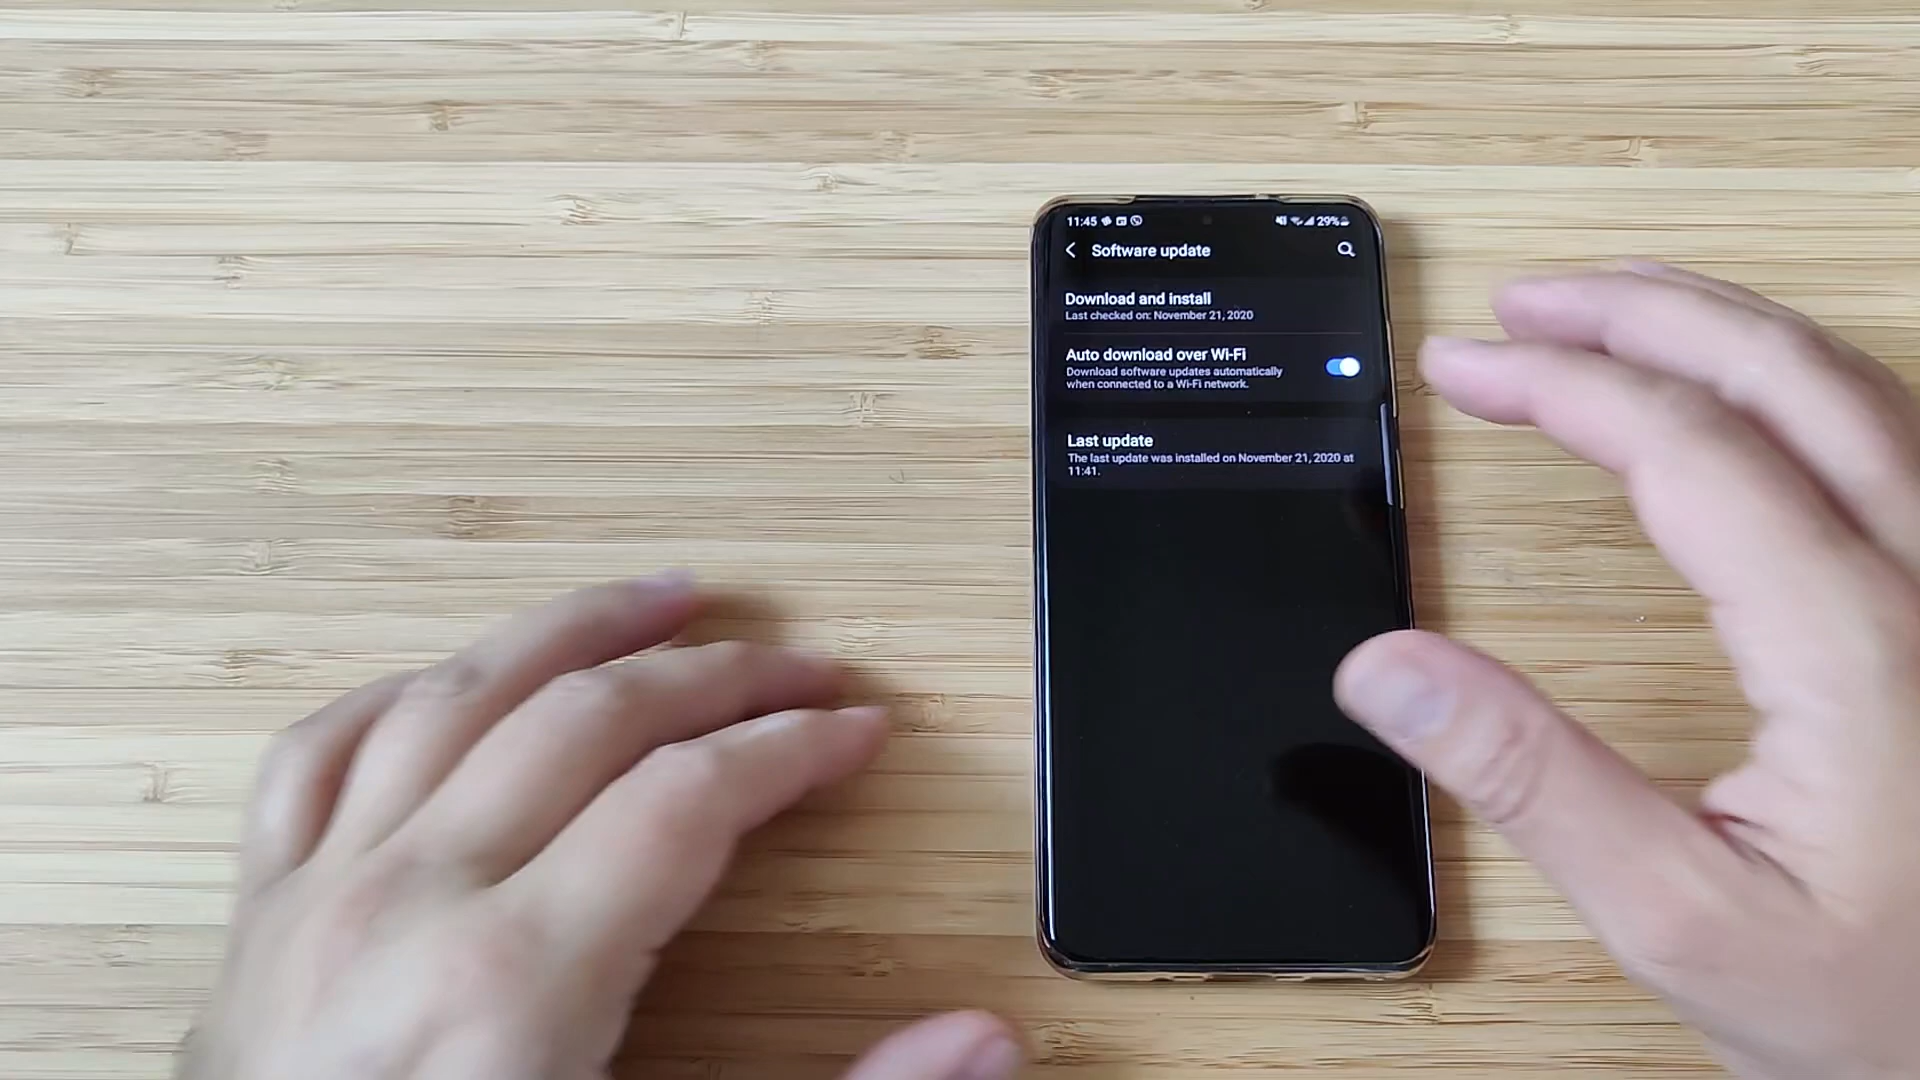 11:45
29%
Software update
Download and install
Last checked on: November 21, 2020
Auto download over Wi-Fi
Download software updates automatically
when connected to a Wi-Fi network.
Last update
The last update was installed on November 21, 2020 at
11:41.